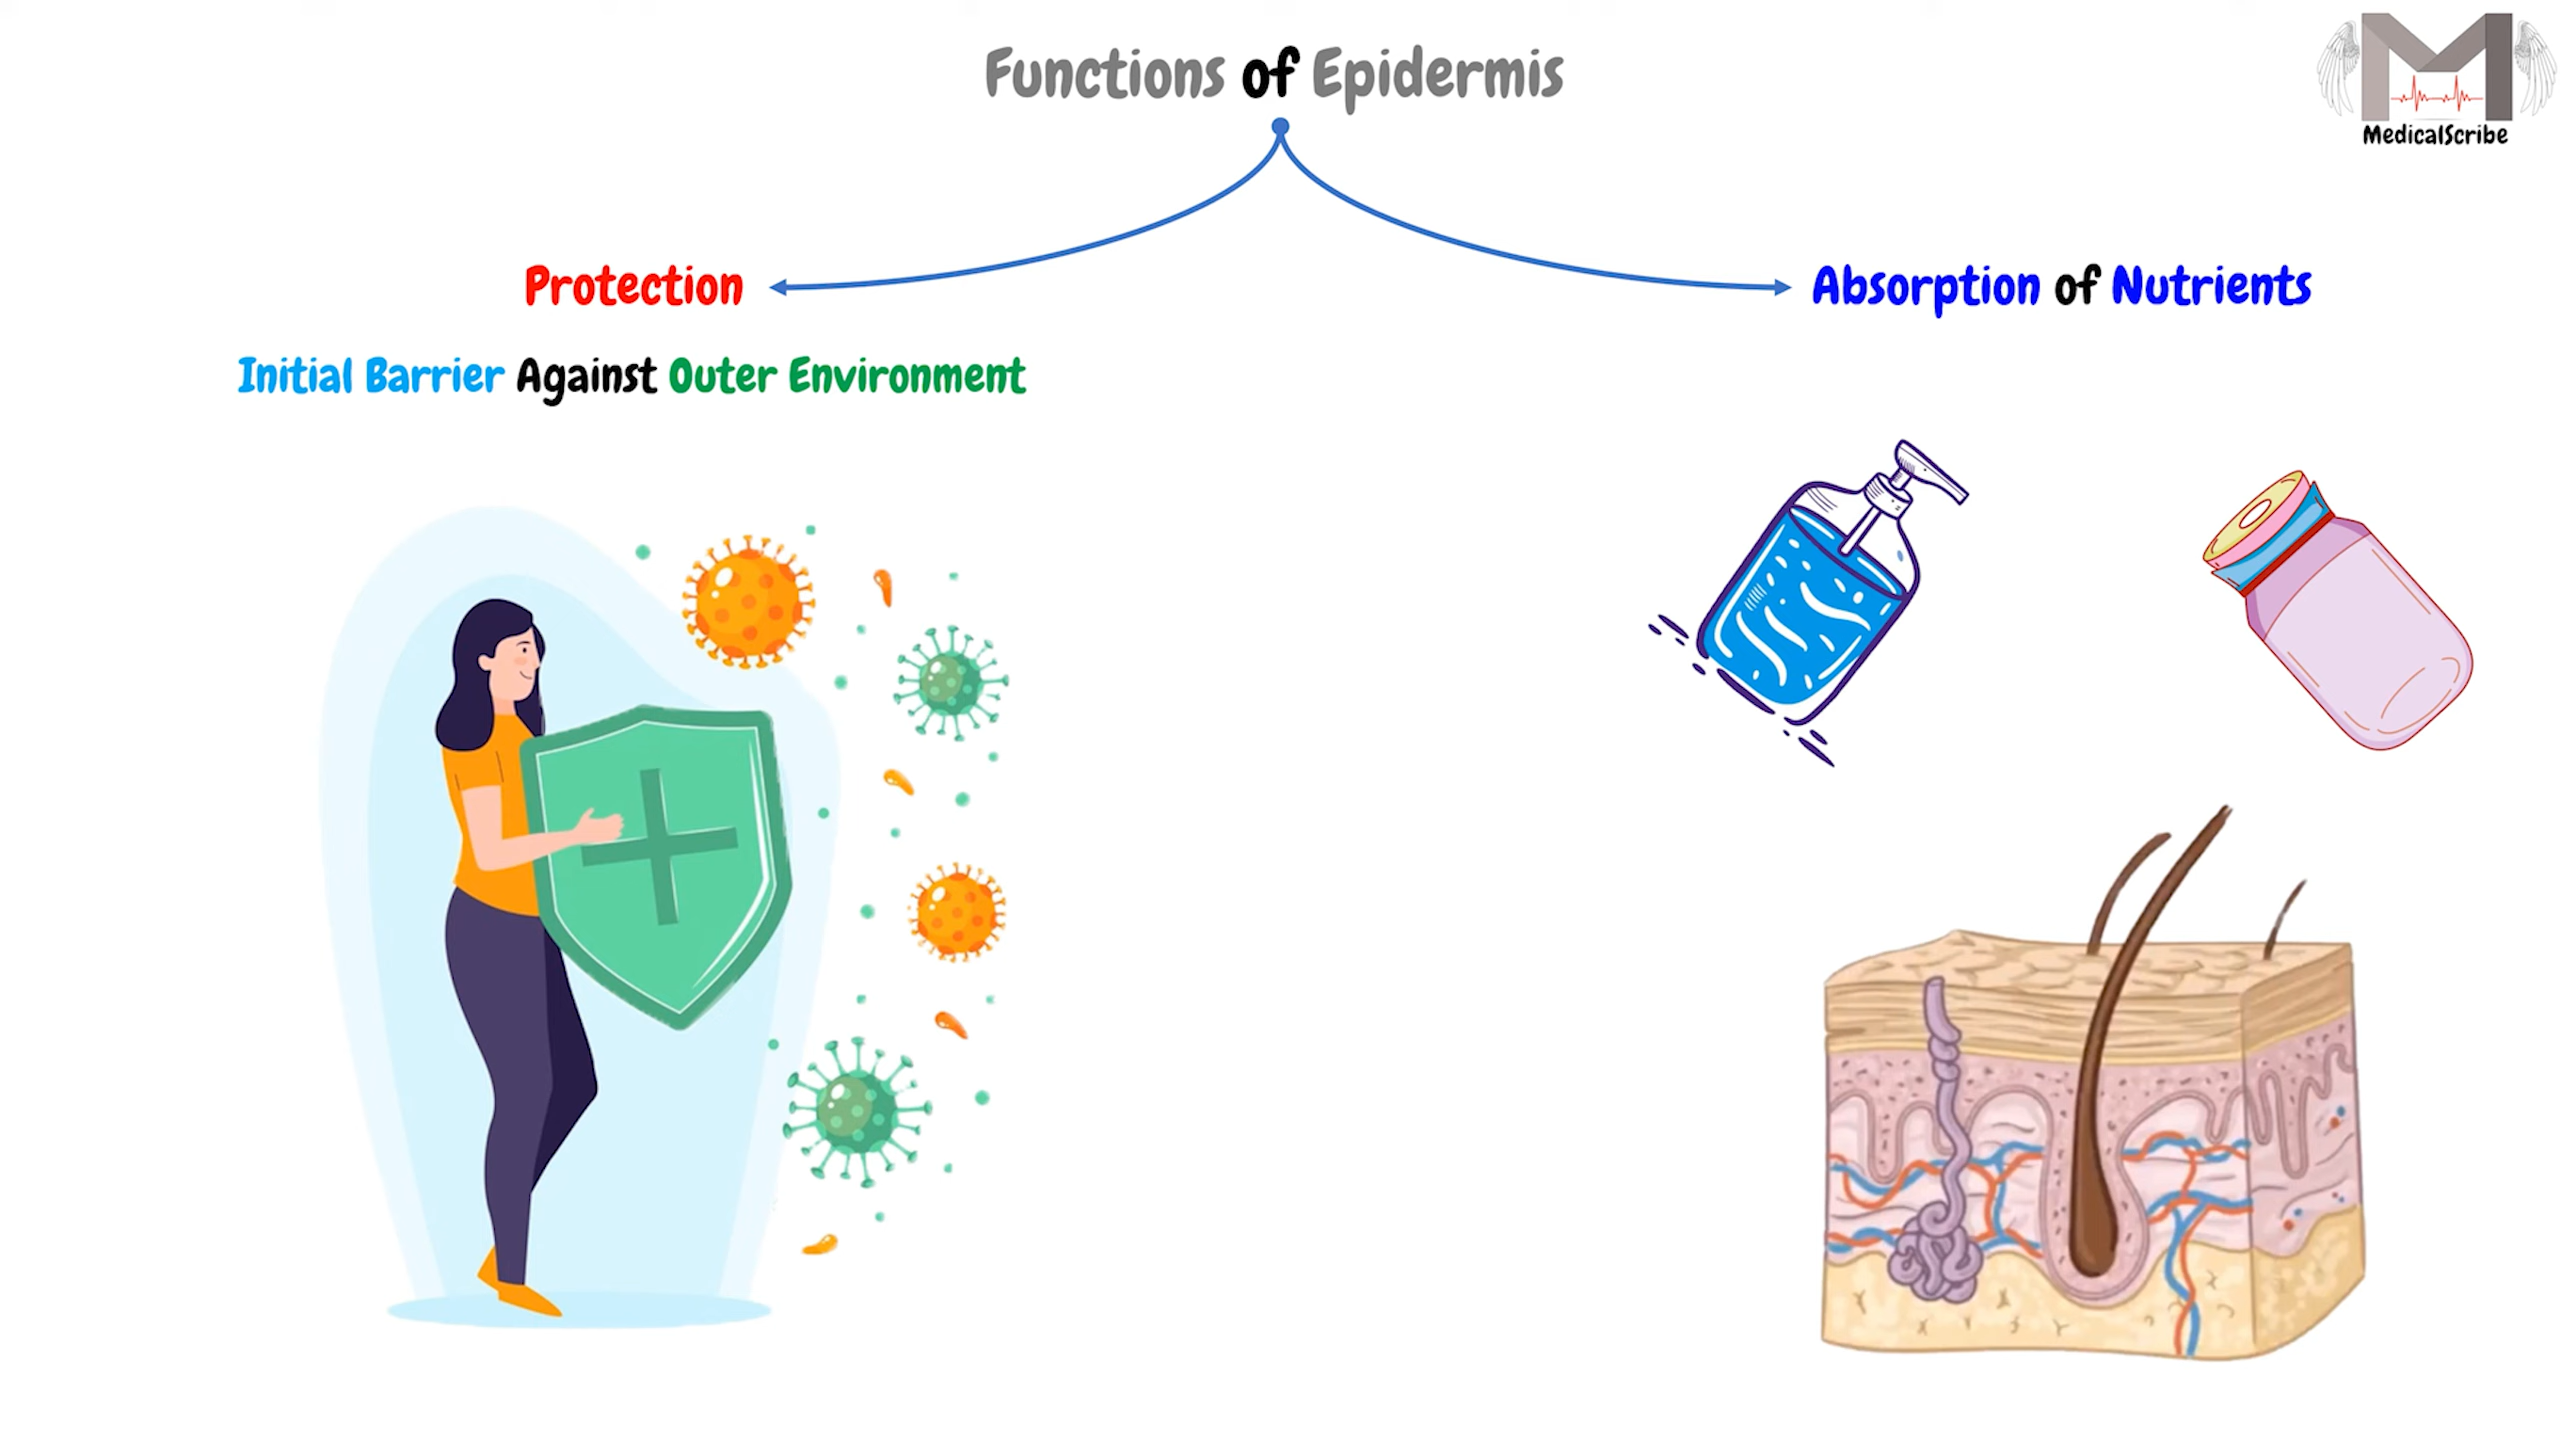 Functions of Epidermis
MedicalScribe
Protection
Absorption of Nutrients
Initial Barrier Against Outer Environment